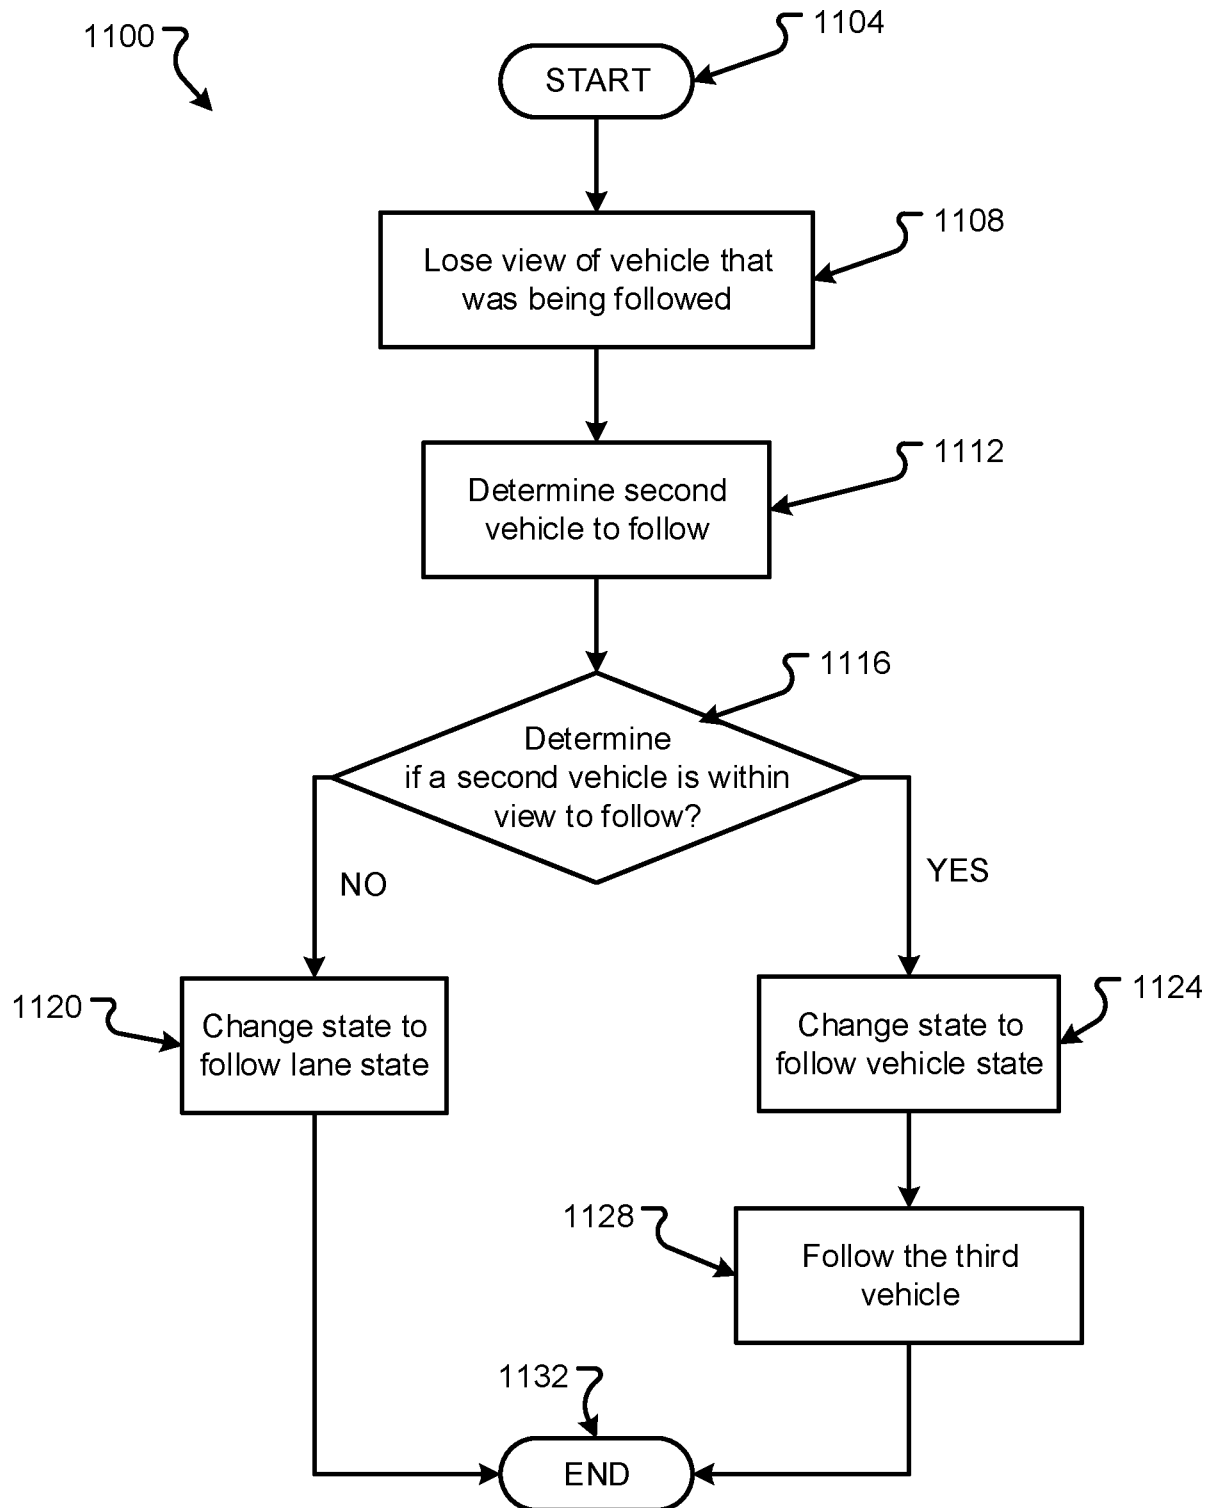 1100
1104
START
1108
Lose view of vehicle that
was being followed
1112
Determine second
vehicle to follow
1116
Determine
if a second vehicle is within
view to follow?
NO
YES
1120
Change state to
follow lane state
1124
Change state to
follow vehicle state
1128
Follow the third
vehicle
1132
END